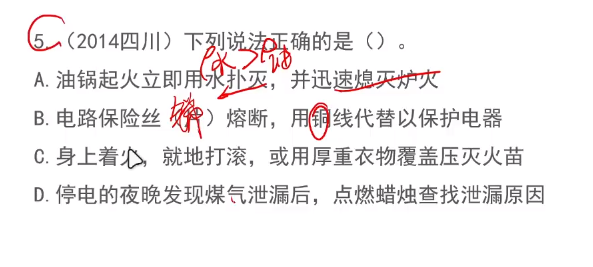 5.（2014四川）下列说法正确的是（）。
ρ水＞ρ油
A. 油锅起火立即用水扑灭，并迅速熄灭炉火
B. 电路保险丝（ ）熔断，用铜线代替以保护电器
C. 身上着火，就地打滚，或用厚重衣物覆盖压灭火苗
D. 停电的夜晚发现煤气泄漏后，点燃蜡烛查找泄漏原因